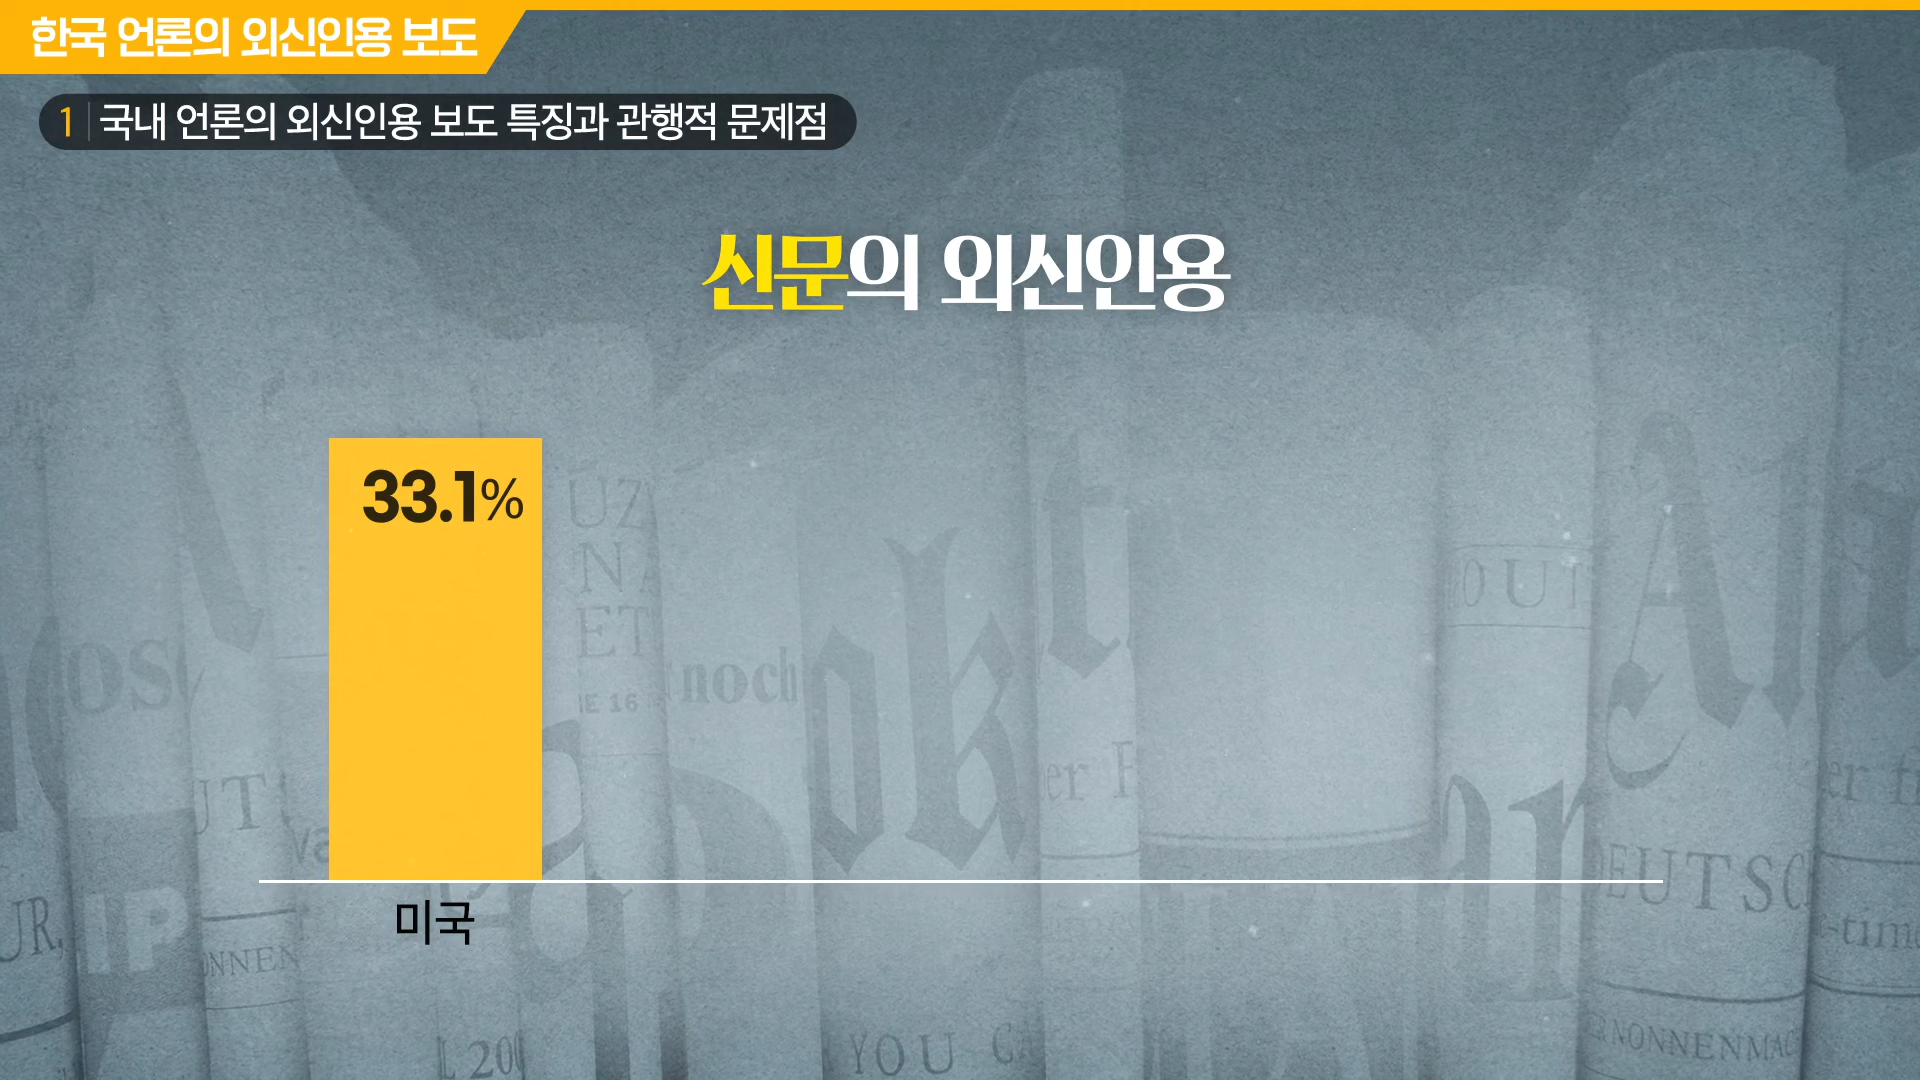 한국 언론의 외신인용 보도
1 국내 언론의 외신인용 보도 특징과 관행적 문제점
신문의 외신인용
33.1%
미국
noch
YOU